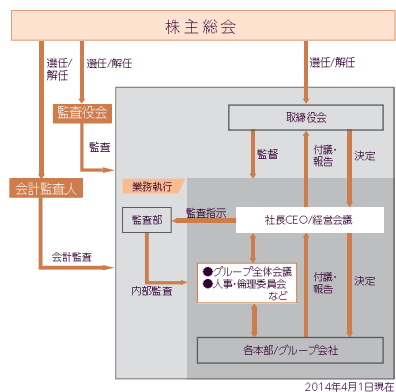 株主総会
選任/
解任
選任/解任
選任/解任
監査役会
取締役会
監査
監督
付議・
報告
決定
会計監査人
業務執行
監査部
監査指示
社長CEO/経営会議
会計監査
内部監査
●グループ全体会議
●人事・倫理委員会
など
付議・
報告
決定
各本部/グループ会社
2014年4月1日現在